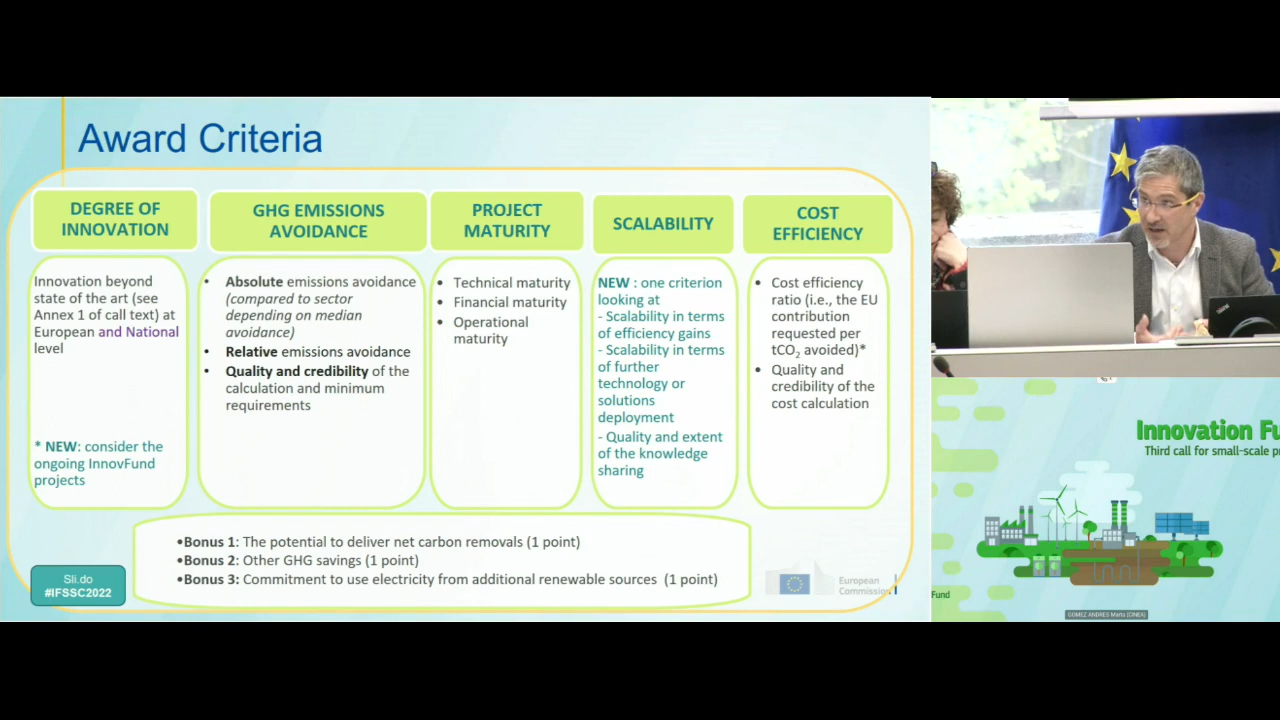 Award Criteria
DEGREE OF
INNOVATION
Innovation beyond
state of the art (see
Annex 1 of call text) at
European and National
level
* NEW: consider the
ongoing InnovFund
projects
GHG EMISSIONS
AVOIDANCE
• Absolute emissions avoidance
(compared to sector
depending on median
avoidance)
• Relative emissions avoidance
• Quality and credibility of the
calculation and minimum
requirements
PROJECT
MATURITY
• Technical maturity
• Financial maturity
• Operational
maturity
SCALABILITY
NEW : one criterion
looking at
- Scalability in terms
of efficiency gains
- Scalability in terms
of further
technology or
solutions
deployment
- Quality and extent
of the knowledge
sharing
COST
EFFICIENCY
• Cost efficiency
ratio (i.e., the EU
contribution
requested per
tCO₂ avoided)*
• Quality and
credibility of the
cost calculation
•Bonus 1: The potential to deliver net carbon removals (1 point)
•Bonus 2: Other GHG savings (1 point)
•Bonus 3: Commitment to use electricity from additional renewable sources (1 point)
Sli.do
#IFSSC2022
European
Commission
Innovation Fu
Third call for small-scale pr
Fund
GOMEZ ANDRES Marta (CINEA)